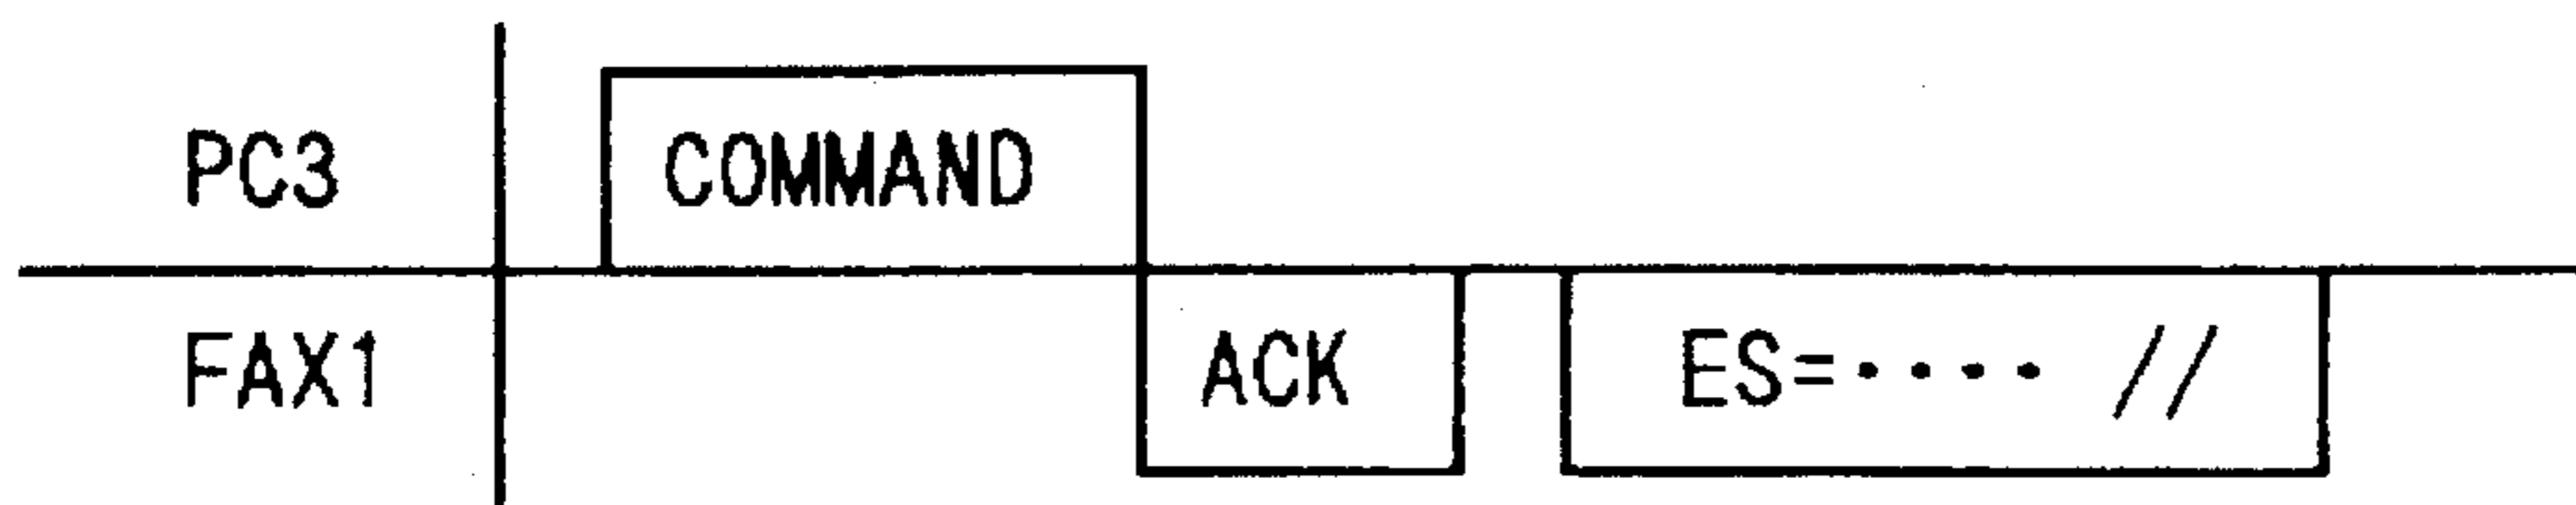 PC3 COMMAND
FAX1 ACK ES=···· //